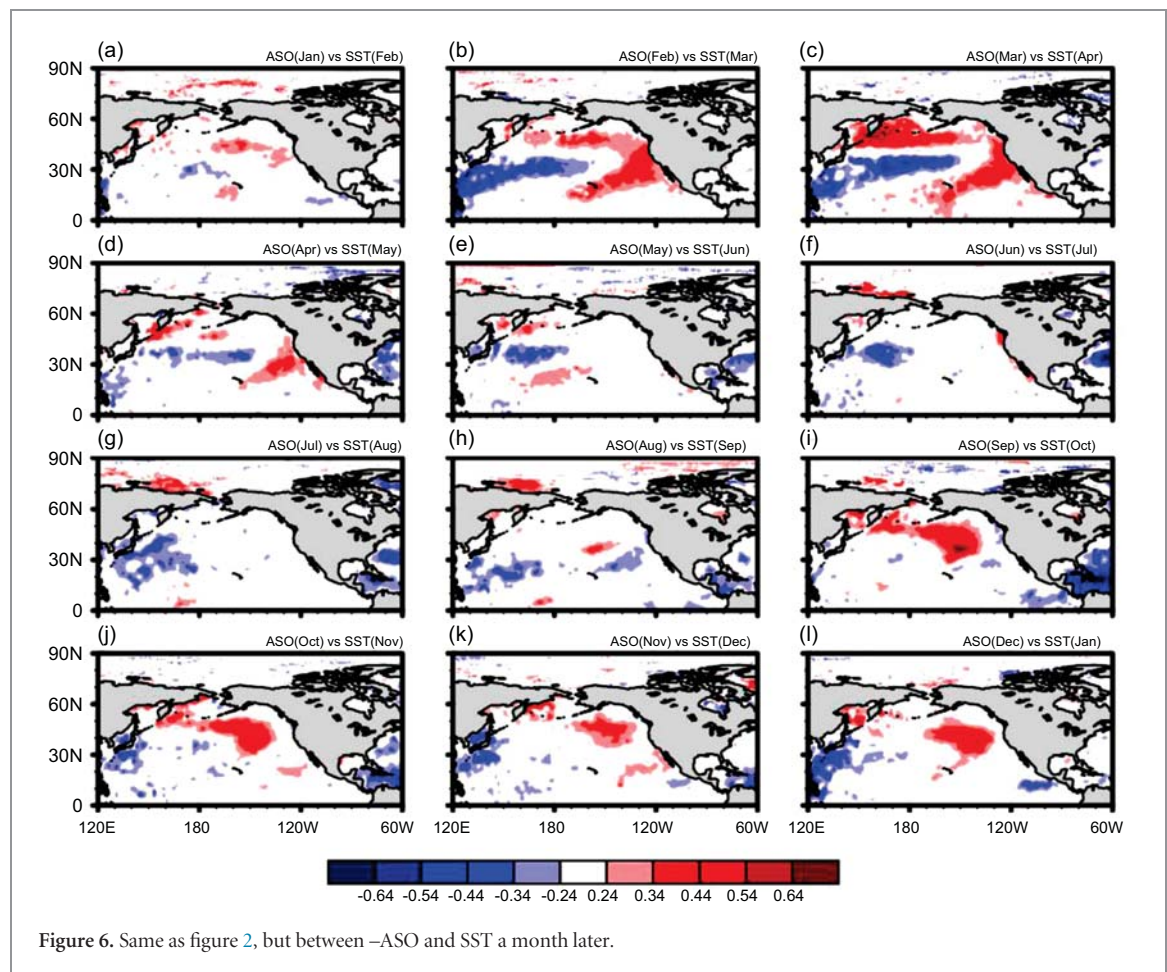 (a) ASO(Jan) vs SST(Feb) (b) ASO(Feb) vs SST(Mar) (c) ASO(Mar) vs SST(Apr)
90N
60N
30N
0
(d) ASO(Apr) vs SST(May) (e) ASO(May) vs SST(Jun) (f) ASO(Jun) vs SST(Jul)
90N
60N
30N
0
(g) ASO(Jul) vs SST(Aug) (h) ASO(Aug) vs SST(Sep) (i) ASO(Sep) vs SST(Oct)
90N
60N
30N
0
(j) ASO(Oct) vs SST(Nov) (k) ASO(Nov) vs SST(Dec) (l) ASO(Dec) vs SST(Jan)
90N
60N
30N
0
120E 180 120W 60W 120E 180 120W 60W 120E 180 120W 60W
-0.64 -0.54 -0.44 -0.34 -0.24 0.24 0.34 0.44 0.54 0.64
Figure 6. Same as figure 2, but between –ASO and SST a month later.